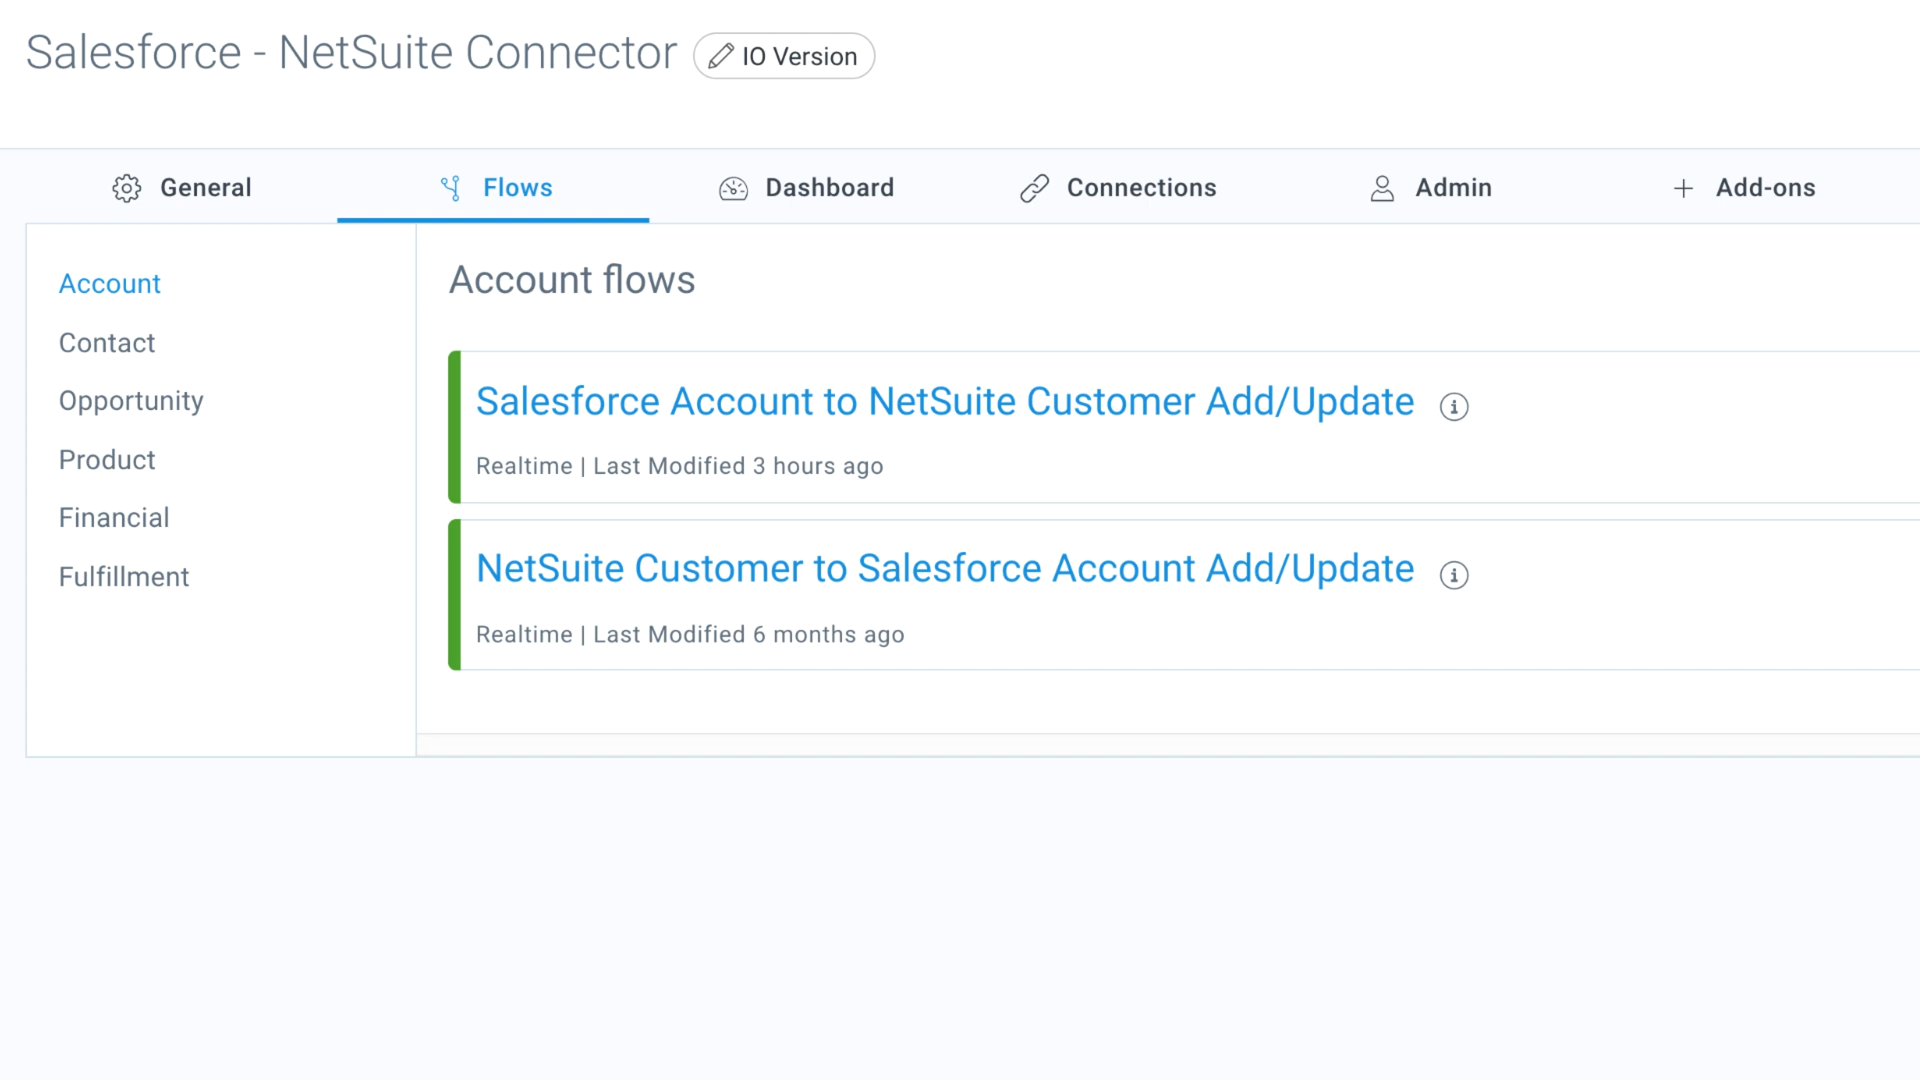 Salesforce - NetSuite Connector
IO Version
General
Flows
Dashboard
Connections
Admin
Add-ons
Account
Contact
Opportunity
Product
Financial
Fulfillment
Account flows
Salesforce Account to NetSuite Customer Add/Update
Realtime | Last Modified 3 hours ago
NetSuite Customer to Salesforce Account Add/Update
Realtime | Last Modified 6 months ago